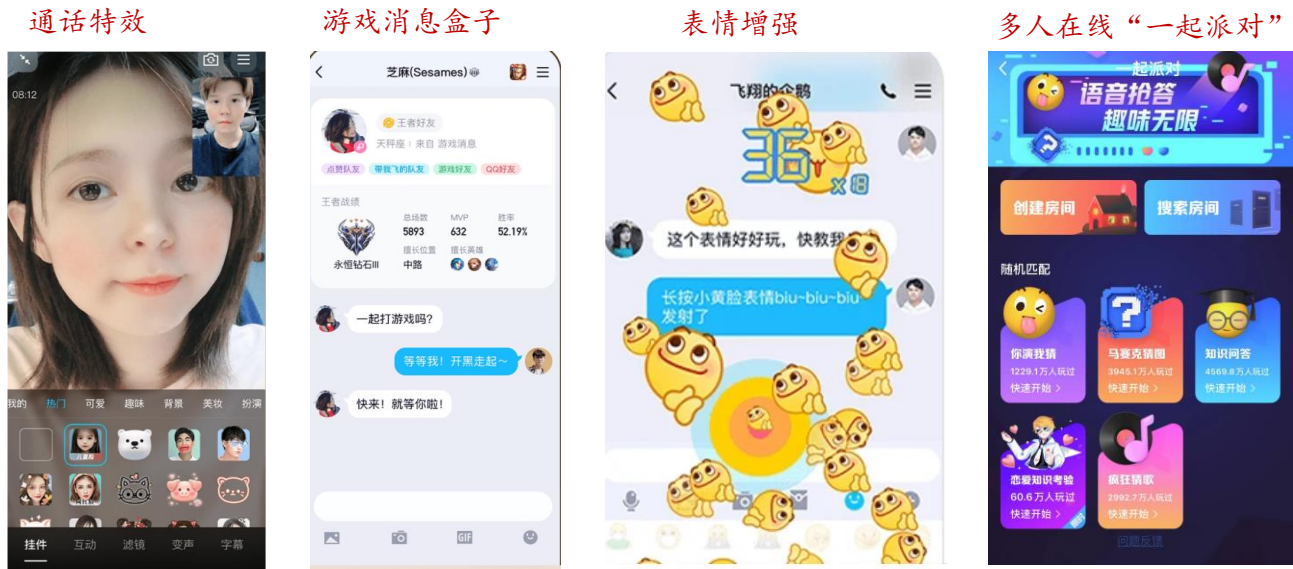 通话特效
游戏消息盒子
表情增强
多人在线“一起派对”
08:12
我的 热门 可爱 趣味 背景 美妆 扮演
挂件 互动 滤镜 变声 字幕
芝麻(Sesames)
王者好友
天秤座 | 来自 游戏消息
点赞队友 带我飞的队友 游戏好友 QQ好友
王者战绩
总场数 MVP 胜率
5893 632 52.19%
擅长位置 擅长英雄
永恒钻石III 中路
一起打游戏吗?
等等我! 开黑走起~
快来! 就等你啦!
GIF
飞翔的企鹅
36
x 旧
这个表情好好玩,快教我
长按小黄脸表情biu~biu~biu~
发射了
一起派对
语音抢答
趣味无限
创建房间 搜索房间
随机匹配
你演我猜 马赛克猜图 知识问答
1229.1万人玩过 3945.1万人玩过 4569.8万人玩过
快速开始 > 快速开始 > 快速开始 >
恋爱知识考验 疯狂猜歌
60.6万人玩过 2992.7万人玩过
快速开始 > 快速开始 >
问题反馈